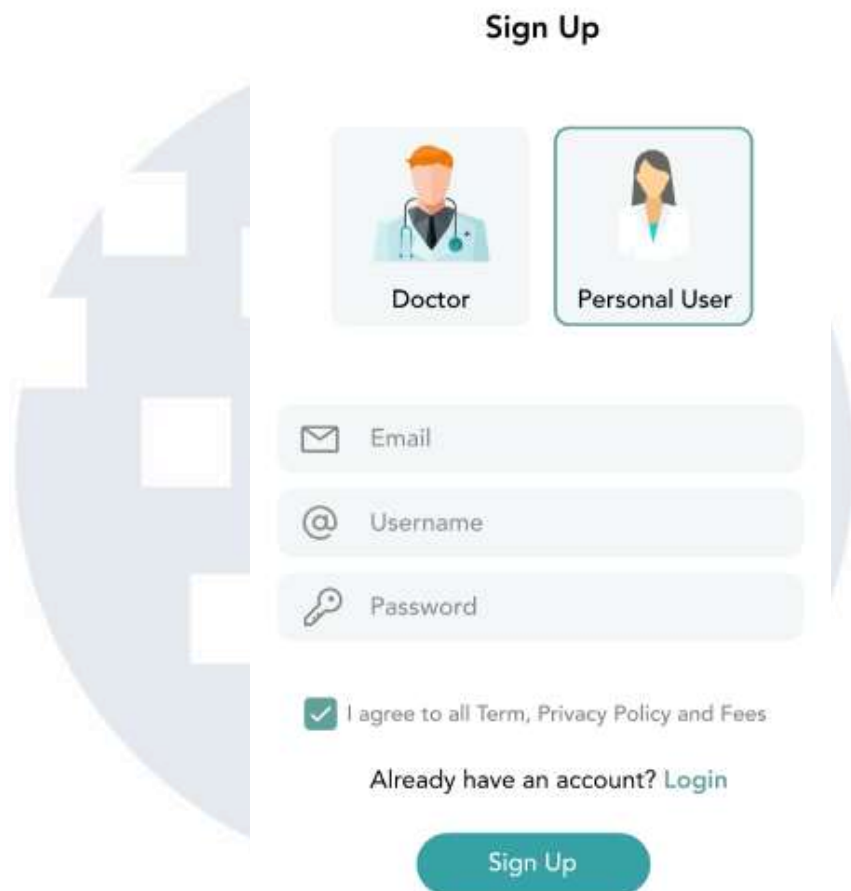 Sign Up
Doctor
Personal User
Email
Username
Password
I agree to all Term, Privacy Policy and Fees
Already have an account? Login
Sign Up